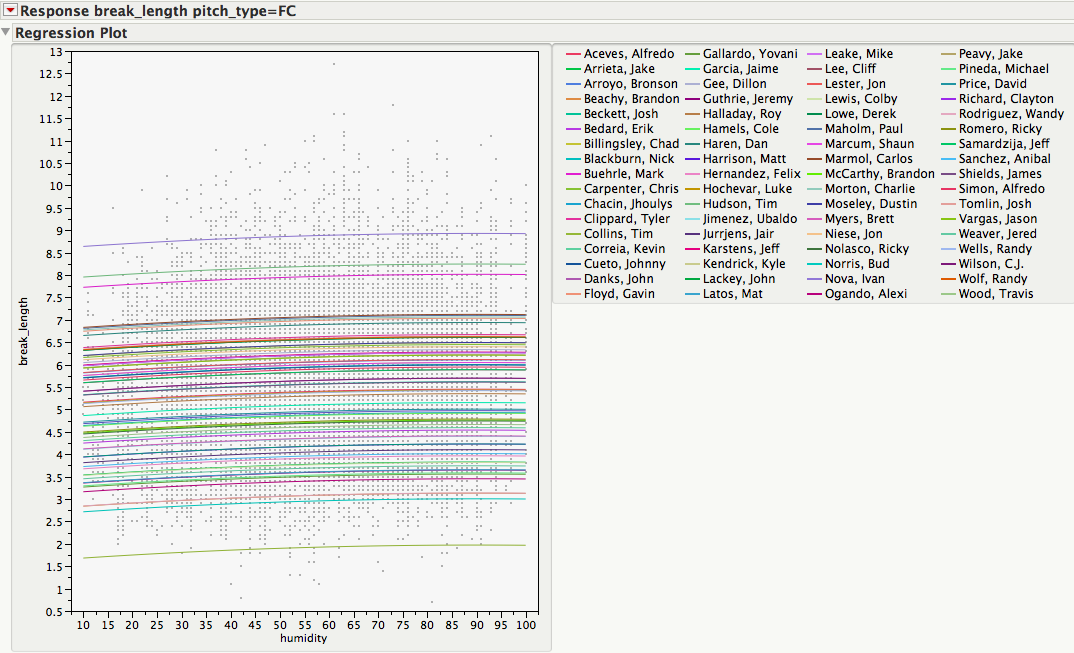 Response break_length pitch_type=FC
Regression Plot
13
12.5
12
11.5
11
10.5
10
9.5
9
8.5
8
7.5
7
6.5
6
5.5
5
4.5
4
3.5
3
2.5
2
1.5
1
0.5
break_length
10 15 20 25 30 35 40 45 50 55 60 65 70 75 80 85 90 95 100
humidity
Aceves, Alfredo Gallardo, Yovani Leake, Mike Peavy, Jake
Arrieta, Jake Garcia, Jaime Lee, Cliff Pineda, Michael
Arroyo, Bronson Gee, Dillon Lester, Jon Price, David
Beachy, Brandon Guthrie, Jeremy Lewis, Colby Richard, Clayton
Beckett, Josh Halladay, Roy Lowe, Derek Rodriguez, Wandy
Bedard, Erik Hamels, Cole Maholm, Paul Romero, Ricky
Billingsley, Chad Haren, Dan Marcum, Shaun Samardzija, Jeff
Blackburn, Nick Harrison, Matt Marmol, Carlos Sanchez, Anibal
Buehrle, Mark Hernandez, Felix McCarthy, Brandon Shields, James
Carpenter, Chris Hochevar, Luke Morton, Charlie Simon, Alfredo
Chacin, Jhoulys Hudson, Tim Moseley, Dustin Tomlin, Josh
Clippard, Tyler Jimenez, Ubaldo Myers, Brett Vargas, Jason
Collins, Tim Jurrjens, Jair Niese, Jon Weaver, Jered
Correia, Kevin Karstens, Jeff Nolasco, Ricky Wells, Randy
Cueto, Johnny Kendrick, Kyle Norris, Bud Wilson, C.J.
Danks, John Lackey, John Nova, Ivan Wolf, Randy
Floyd, Gavin Latos, Mat Ogando, Alexi Wood, Travis